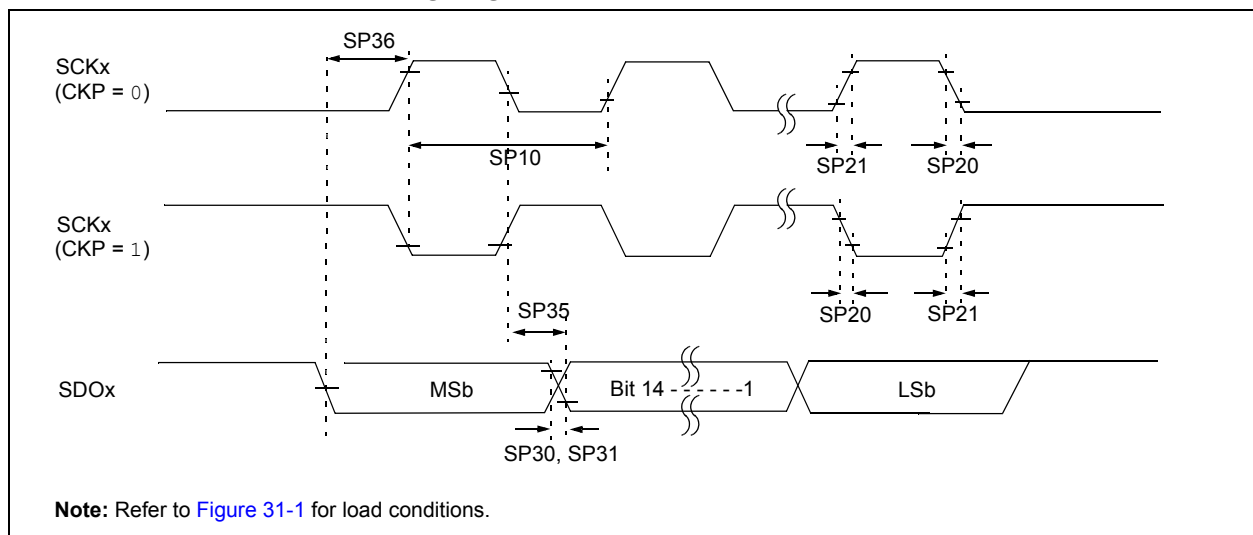 SP36
SCKx
(CKP = 0)
SP10
SP21
SP20
SCKx
(CKP = 1)
SP35
SP20
SP21
SDOx
MSb
Bit 14 - - - - - -1
LSb
SP30, SP31
Note: Refer to Figure 31-1 for load conditions.